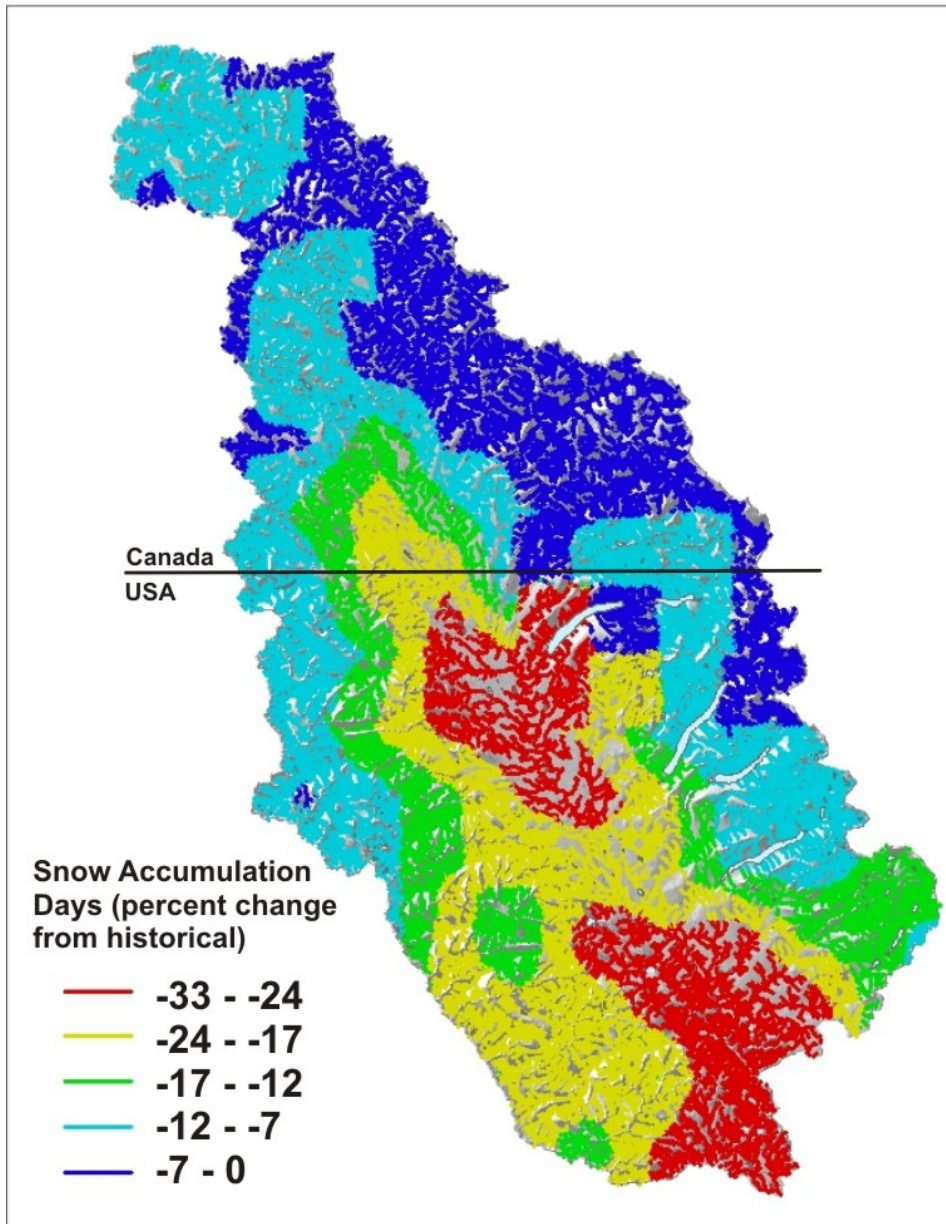 Canada
USA
Snow Accumulation
Days (percent change
from historical)
-33 - -24
-24 - -17
-17 - -12
-12 - -7
-7 - 0